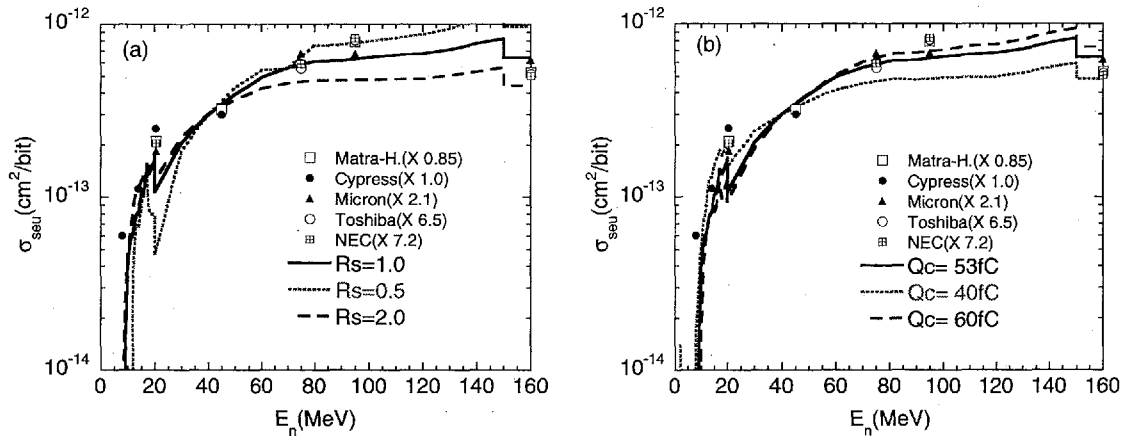 10⁻¹²
(a)
σseu(cm²/bit)
10⁻¹³
10⁻¹⁴
Matra-H.(X 0.85)
Cypress(X 1.0)
Micron(X 2.1)
Toshiba(X 6.5)
NEC(X 7.2)
Rs=1.0
Rs=0.5
Rs=2.0
0 20 40 60 80 100 120 140 160
En(MeV)
10⁻¹²
(b)
σseu(cm²/bit)
10⁻¹³
10⁻¹⁴
Matra-H.(X 0.85)
Cypress(X 1.0)
Micron(X 2.1)
Toshiba(X 6.5)
NEC(X 7.2)
Qc= 53fC
Qc= 40fC
Qc= 60fC
0 20 40 60 80 100 120 140 160
En(MeV)